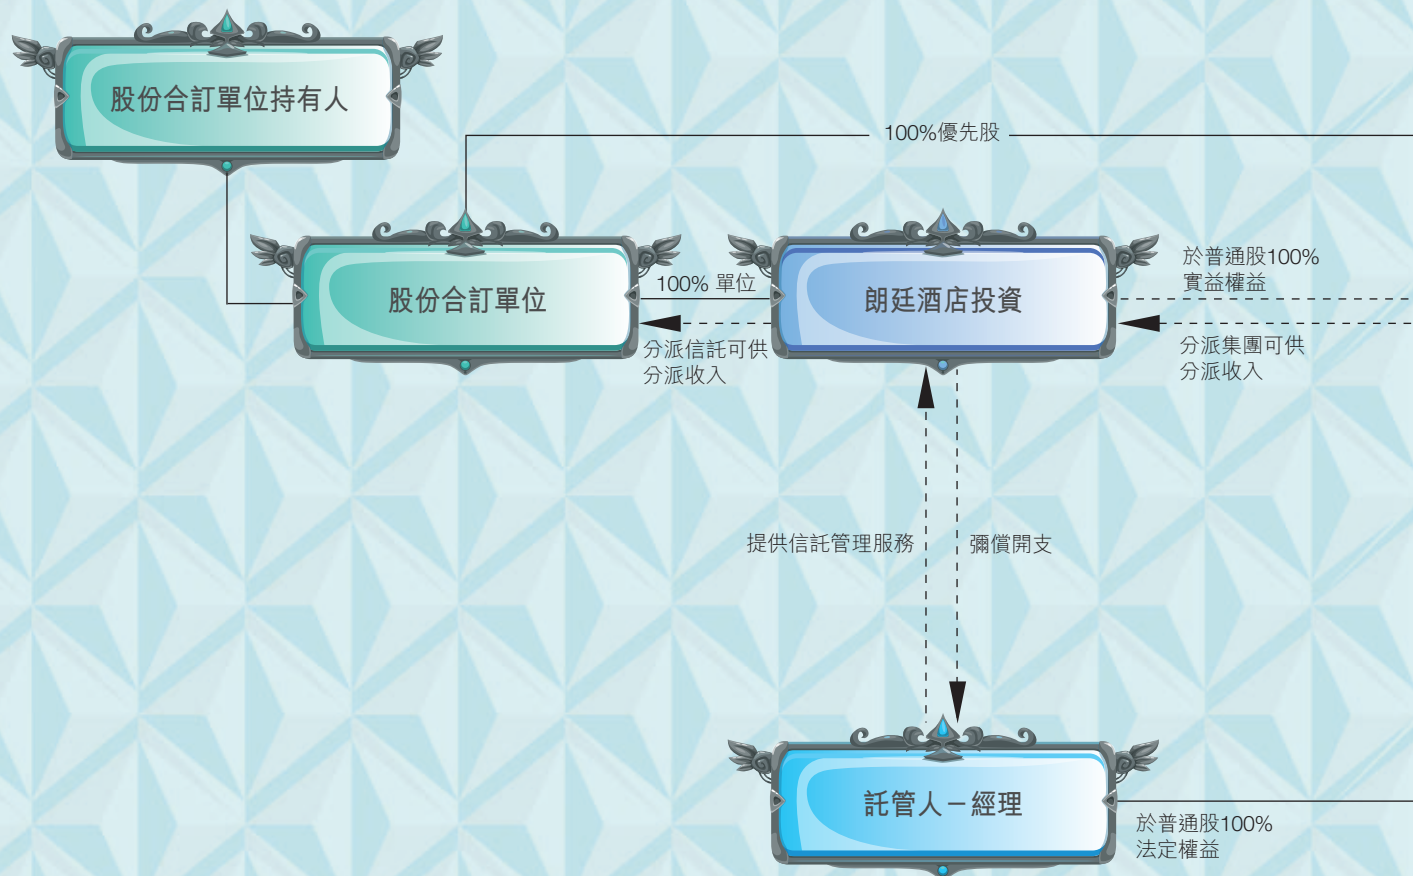 股份合訂單位持有人
100%優先股
股份合訂單位
100% 單位
分派信託可供
分派收入
朗廷酒店投資
於普通股100%
實益權益
分派集團可供
分派收入
提供信託管理服務
彌償開支
託管人－經理
於普通股100%
法定權益